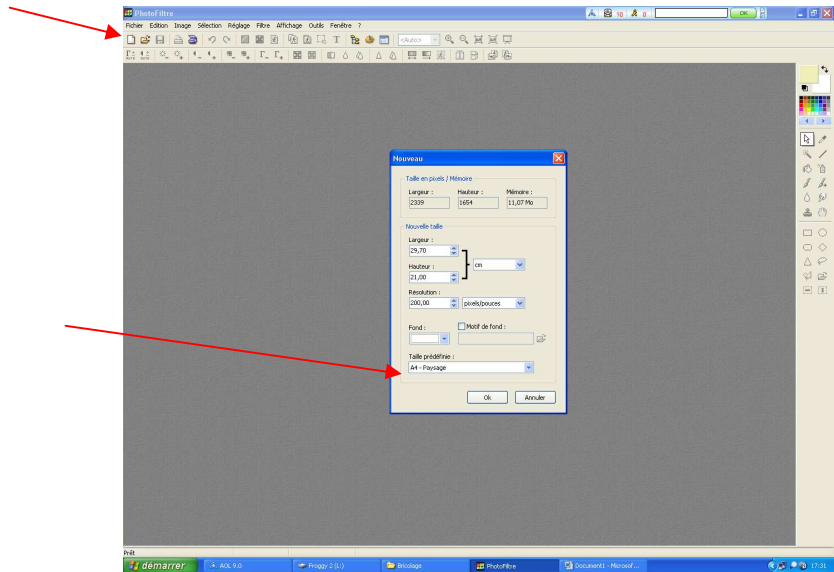 PhotoFiltre 10 0 OK
Fichier Edition Image Sélection Réglage Filtre Affichage Outils Fenêtre ?
T <Auto>
Nouveau
Taille en pixels / Mémoire
Largeur : Hauteur : Mémoire :
2339 1654 11,07 Mo
Nouvelle taille
Largeur :
29,70
cm
Hauteur :
21,00
Résolution :
200,00 pixels/pouces
Fond : Motif de fond :
Taille prédéfinie :
A4 - Paysage
Ok Annuler
Prêt
démarrer AOL 9.0 Froggy 2 (L:) Bricolage PhotoFiltre Document1 - Microsof... 17:31